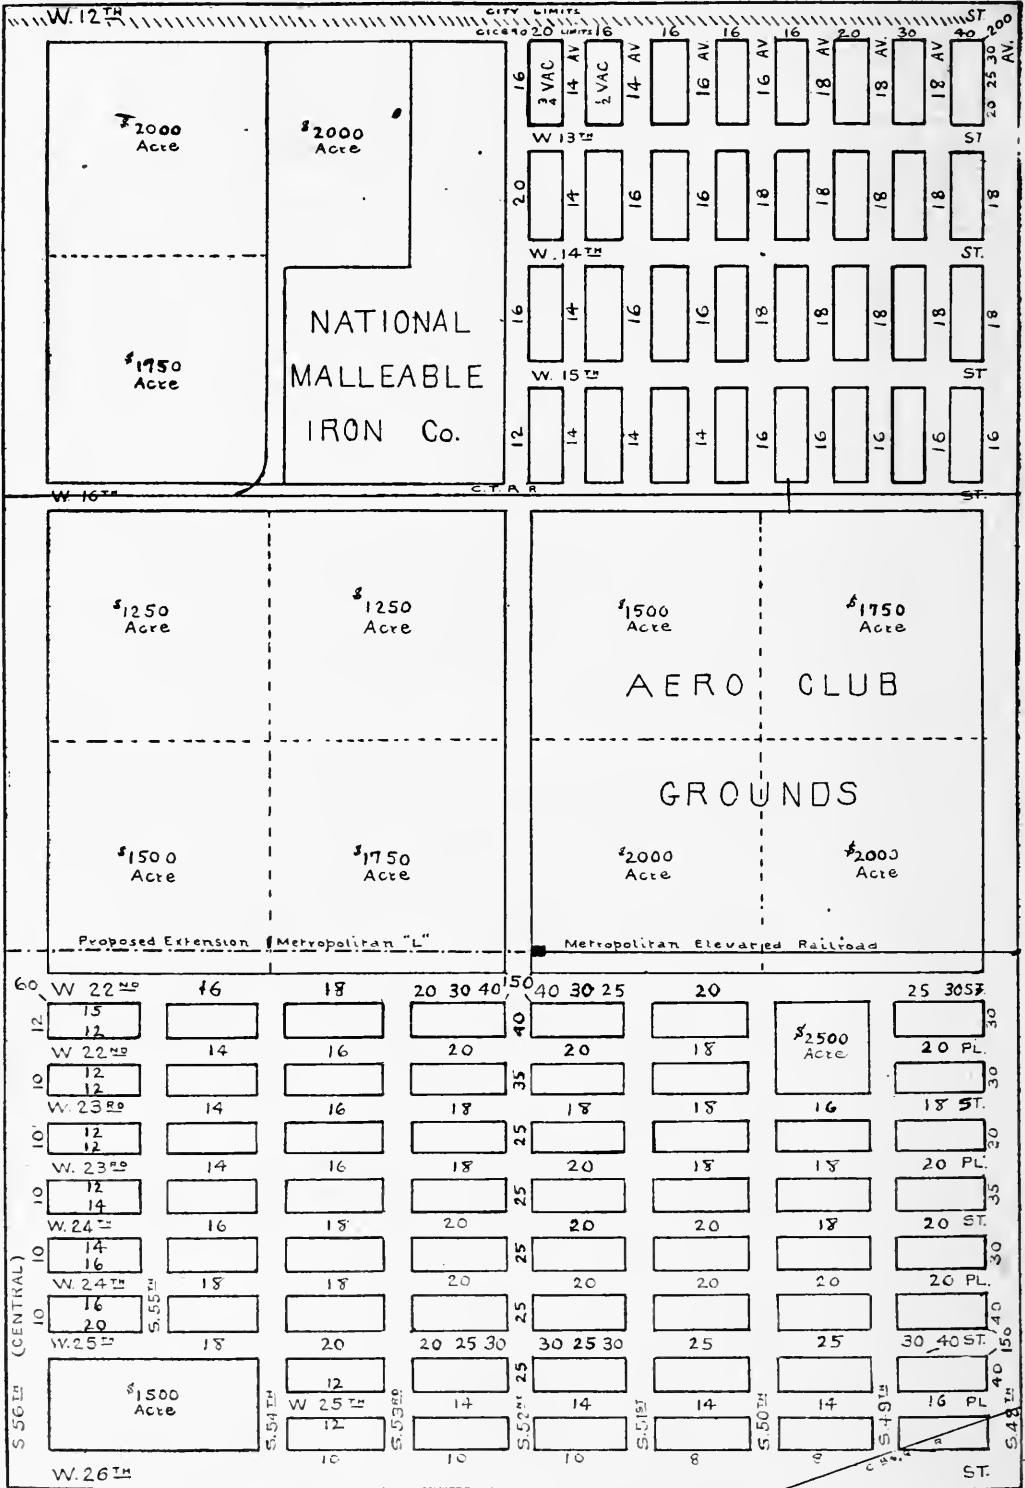 W. 12TH CITY LIMITS ST.
CICERO LIMITS
20 16 16 16 16 20 30 40 200
16 3/4 VAC 14 AV 1/2 VAC 14 AV 16 AV. 16 AV 18 AV 18 AV. 18 AV 20 25 30 AV.
$2000 Acre
$2000 Acre
W 13TH ST
20 14 16 16 18 18 18 18 18
W. 14TH ST.
16 14 16 16 18 18 18 18 18
NATIONAL
MALLEABLE
IRON Co.
$1750 Acre
W. 15TH ST
12 14 14 14 16 16 16 16 16
W. 16TH C.T.R R ST.
$1250 Acre
$1250 Acre
$1500 Acre
$1750 Acre
AERO CLUB
GROUNDS
$1500 Acre
$1750 Acre
$2000 Acre
$2000 Acre
Proposed Extension Metropolitan "L" Metropolitan Elevated Railroad
60 W 22ND 16 18 20 30 40 150 40 30 25 20 25 30 ST.
12 15 12 40 $2500 Acre 30
W 22ND 14 16 20 20 18 20 PL.
10 12 12 35 30
W. 23RD 14 16 18 18 18 16 18 ST.
10 12 12 25 20
W. 23RD 14 16 18 20 18 18 20 PL.
10 12 14 25 35
W. 24TH 16 18 20 20 20 18 20 ST.
10 14 16 25 30
W. 24TH 18 18 20 20 20 20 20 PL.
10 16 20 S.55TH 25 40
W. 25TH 18 20 20 25 30 30 25 30 25 25 30 40 ST. 150
$1500 Acre
12 25 40
W 25TH 14 14 14 14 16 PL
12
S 56TH (CENTRAL) S.54TH S.53RD S.52ND S.51ST S.50TH S.49TH S.48TH
10 10 10 8 8
W. 26TH ST.